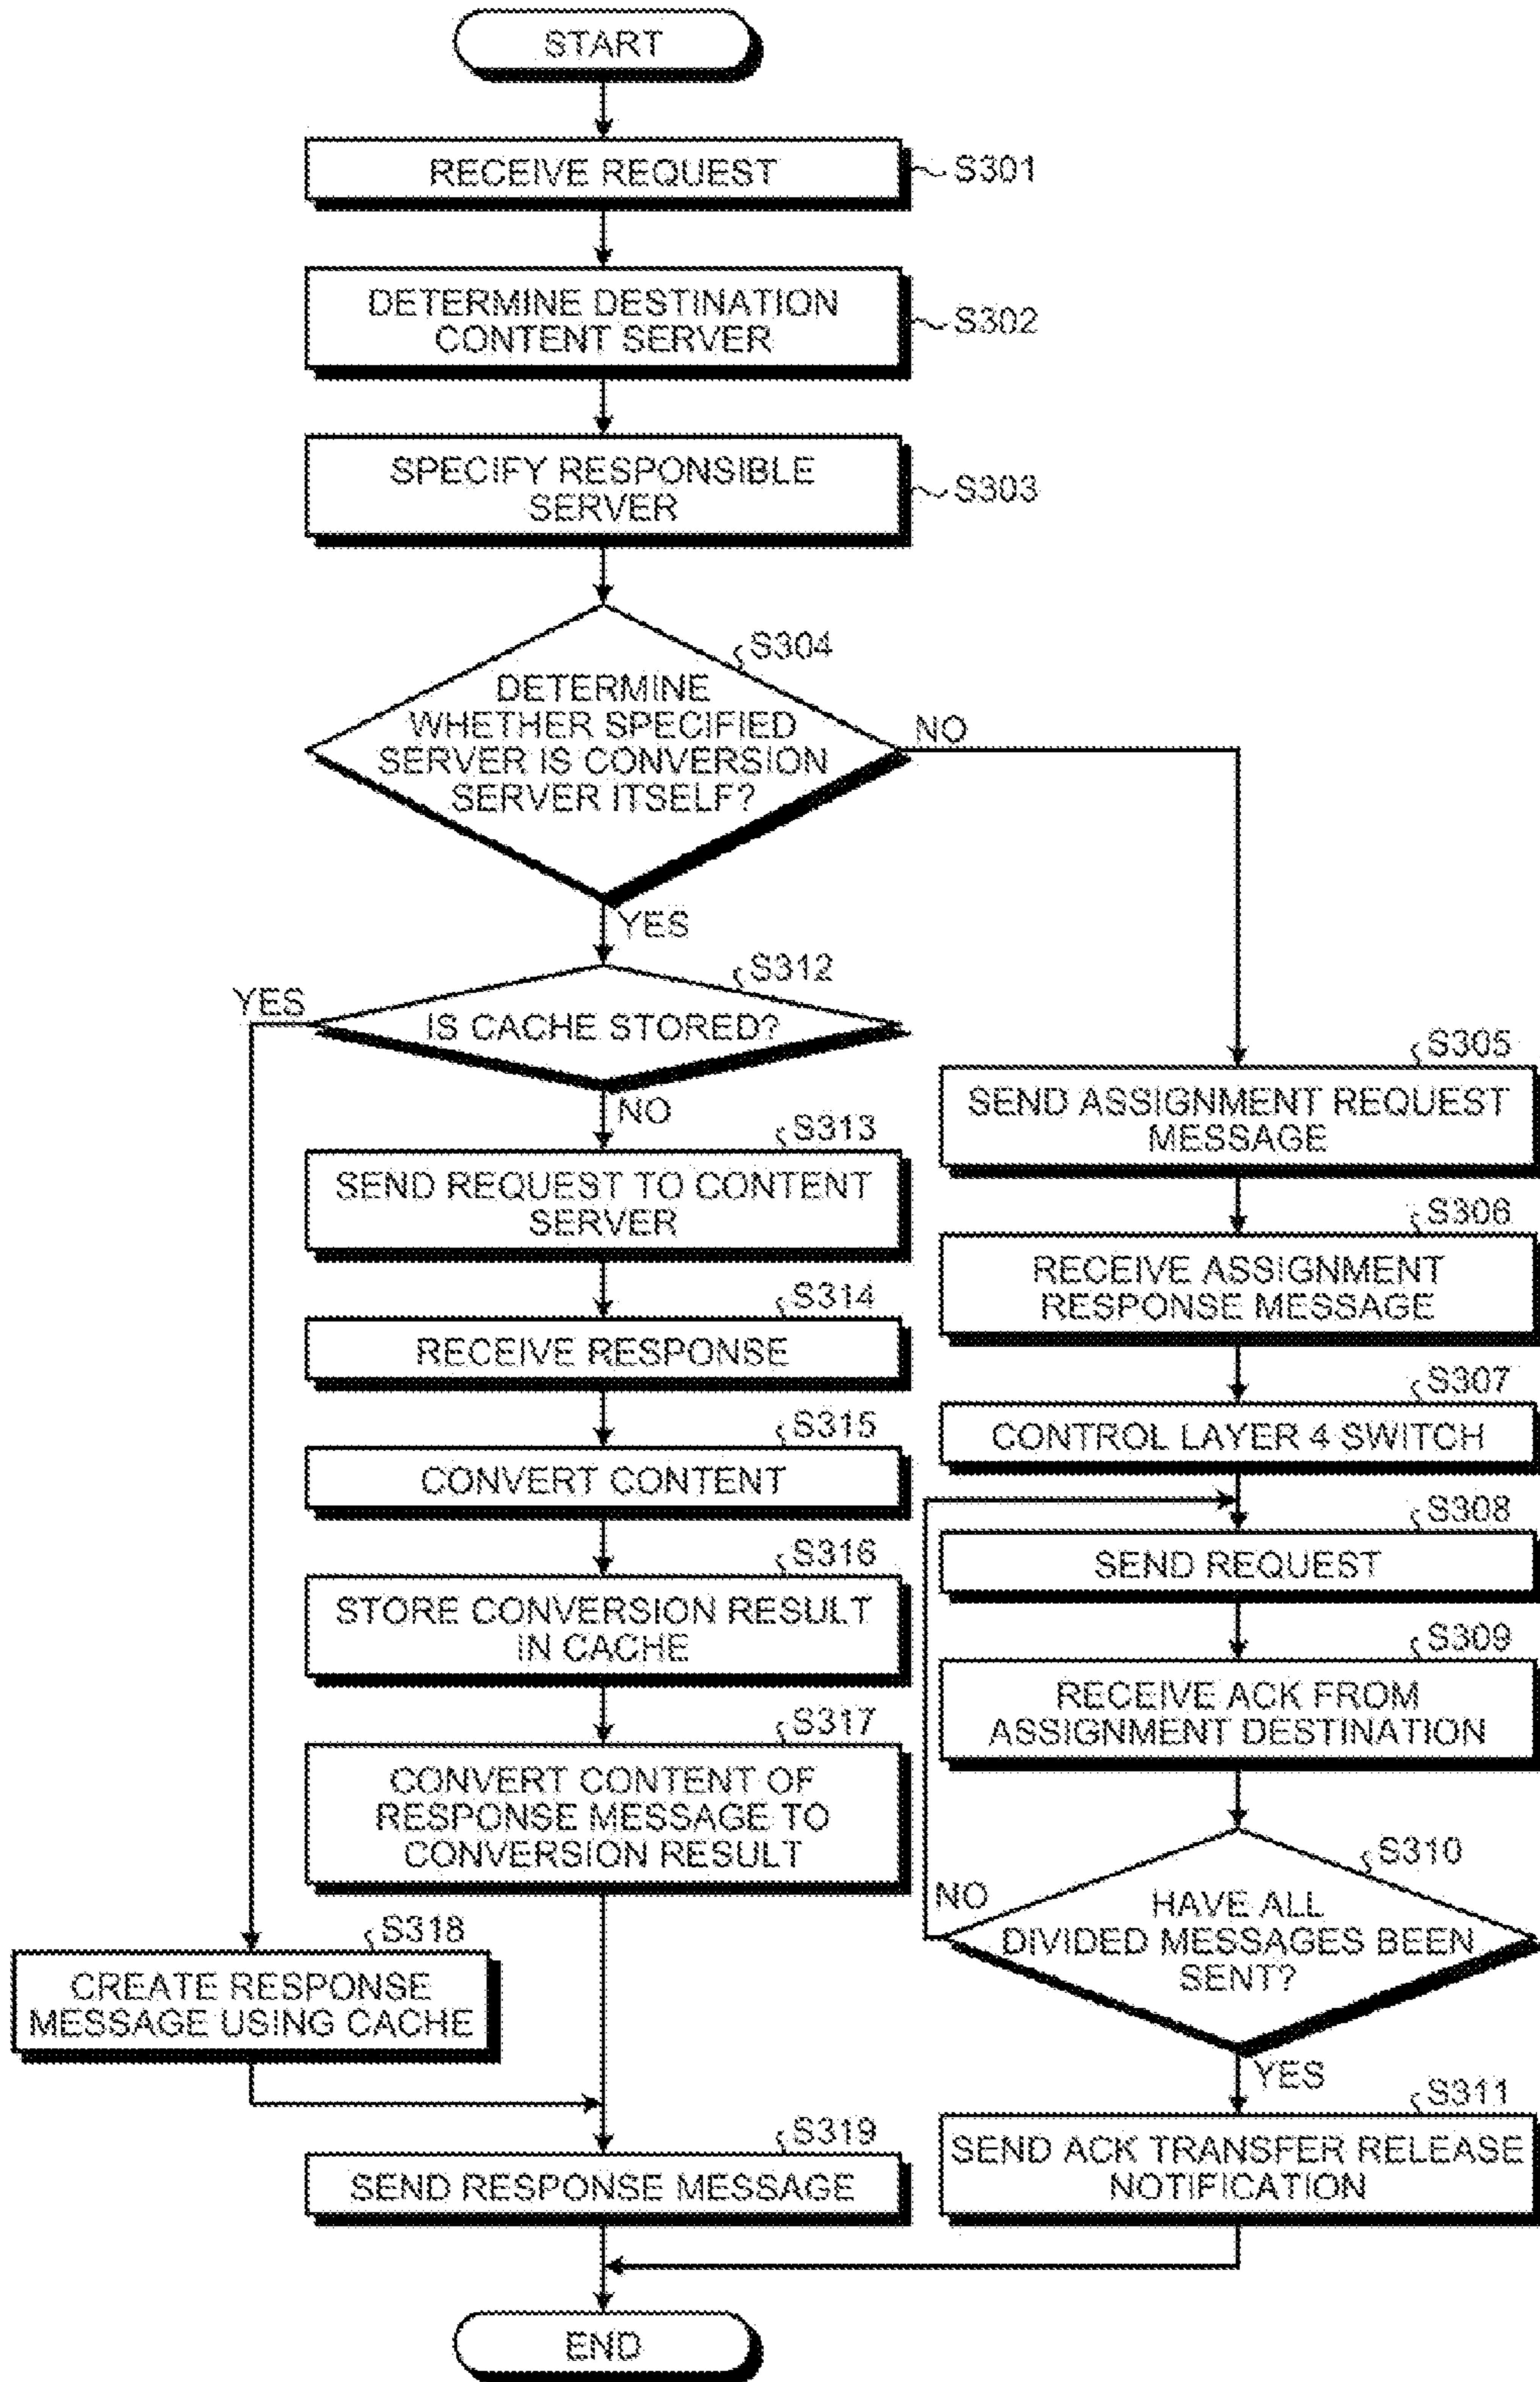 START
RECEIVE REQUEST
S301
DETERMINE DESTINATION
CONTENT SERVER
S302
SPECIFY RESPONSIBLE
SERVER
S303
S304
DETERMINE
WHETHER SPECIFIED
SERVER IS CONVERSION
SERVER ITSELF?
NO
YES
S312
IS CACHE STORED?
YES
NO
S313
SEND REQUEST TO CONTENT
SERVER
S314
RECEIVE RESPONSE
S315
CONVERT CONTENT
S316
STORE CONVERSION RESULT
IN CACHE
S317
CONVERT CONTENT OF
RESPONSE MESSAGE TO
CONVERSION RESULT
S318
CREATE RESPONSE
MESSAGE USING CACHE
S319
SEND RESPONSE MESSAGE
S305
SEND ASSIGNMENT REQUEST
MESSAGE
S306
RECEIVE ASSIGNMENT
RESPONSE MESSAGE
S307
CONTROL LAYER 4 SWITCH
S308
SEND REQUEST
S309
RECEIVE ACK FROM
ASSIGNMENT DESTINATION
S310
HAVE ALL
DIVIDED MESSAGES BEEN
SENT?
NO
YES
S311
SEND ACK TRANSFER RELEASE
NOTIFICATION
END